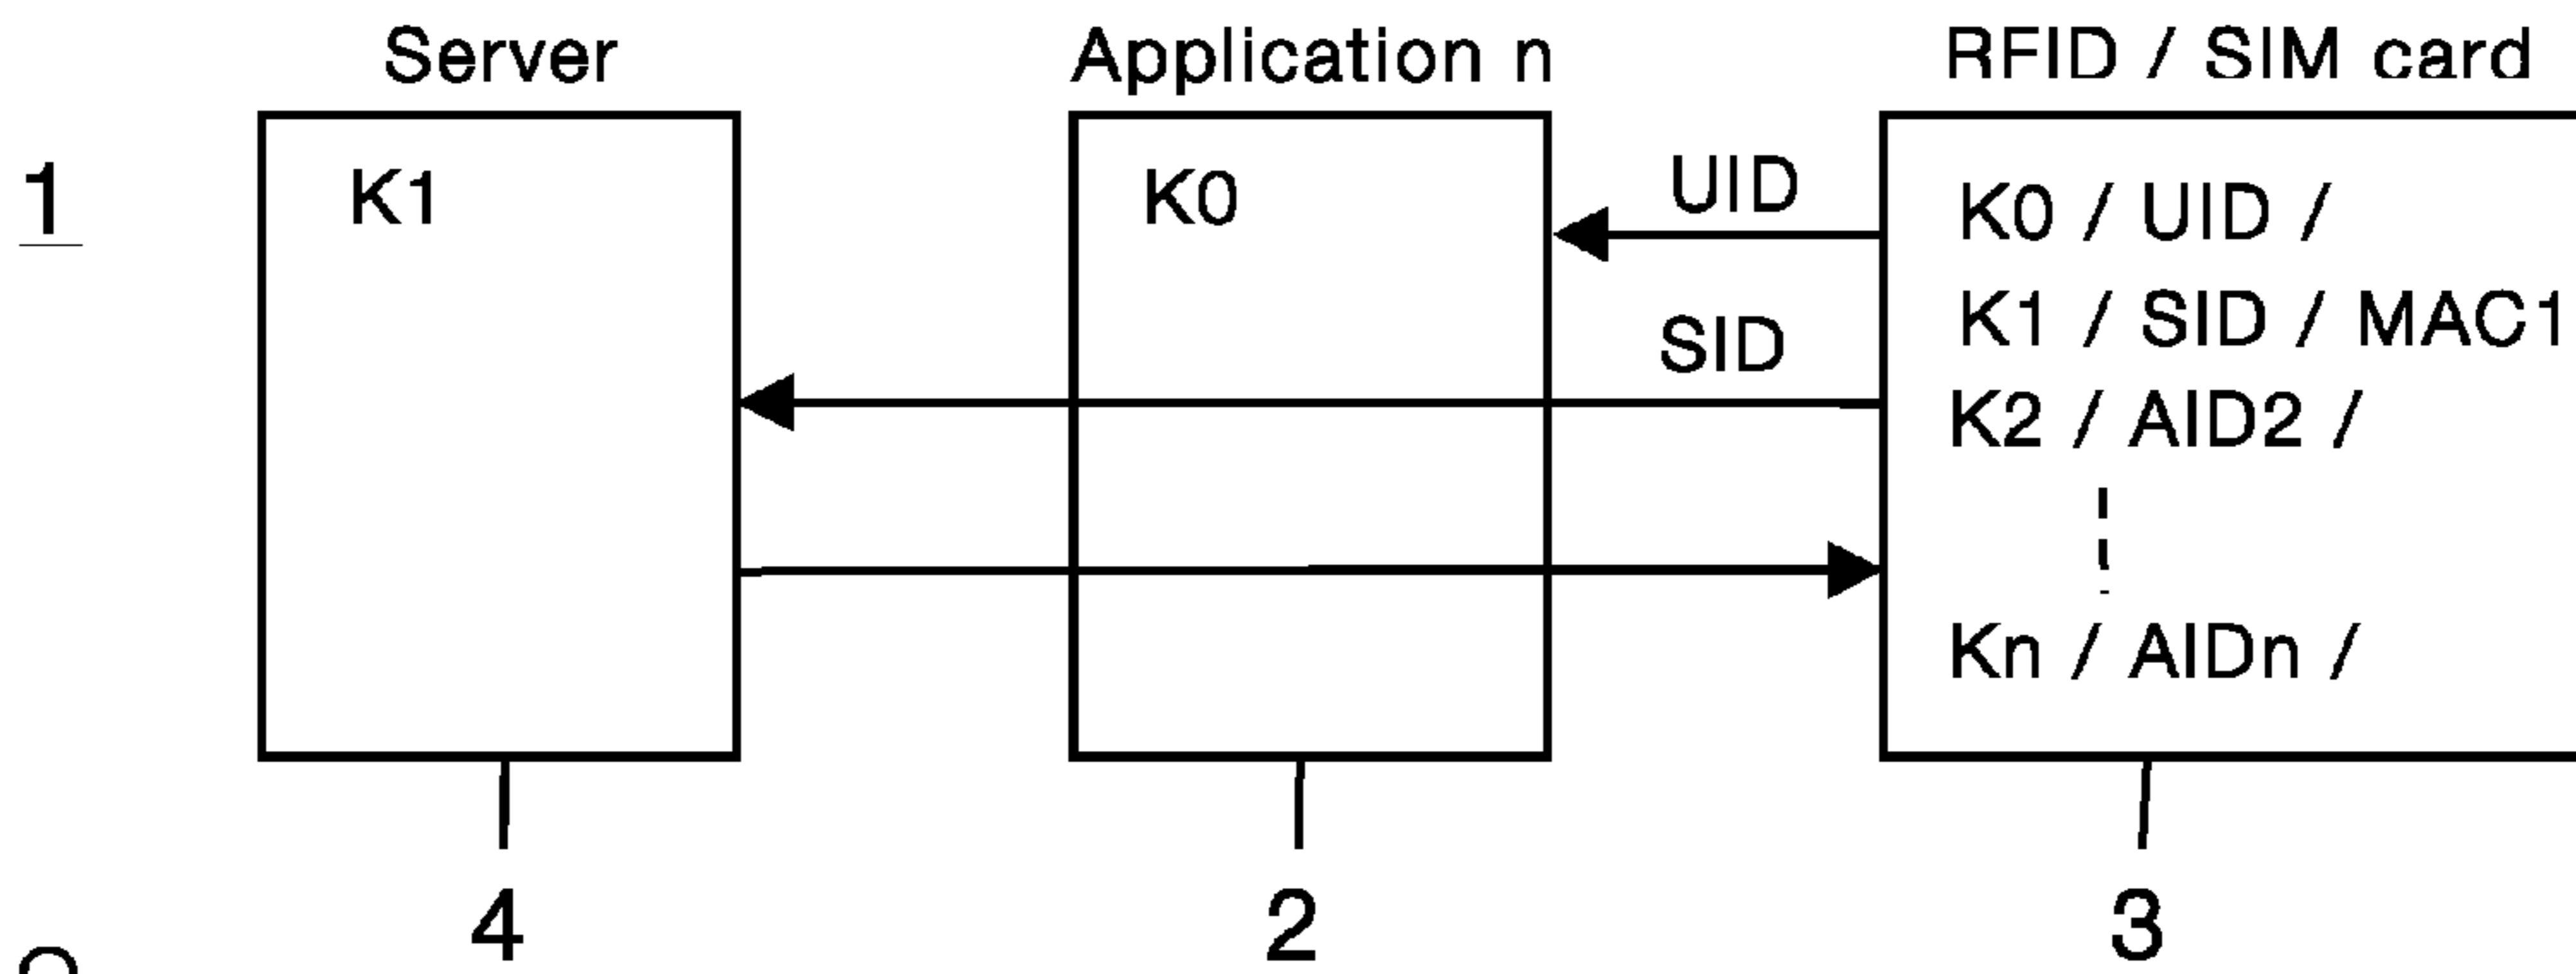 Server Application n RFID / SIM card
1
K1 K0 UID K0 / UID /
SID K1 / SID / MAC1
K2 / AID2 /
Kn / AIDn /
4 2 3